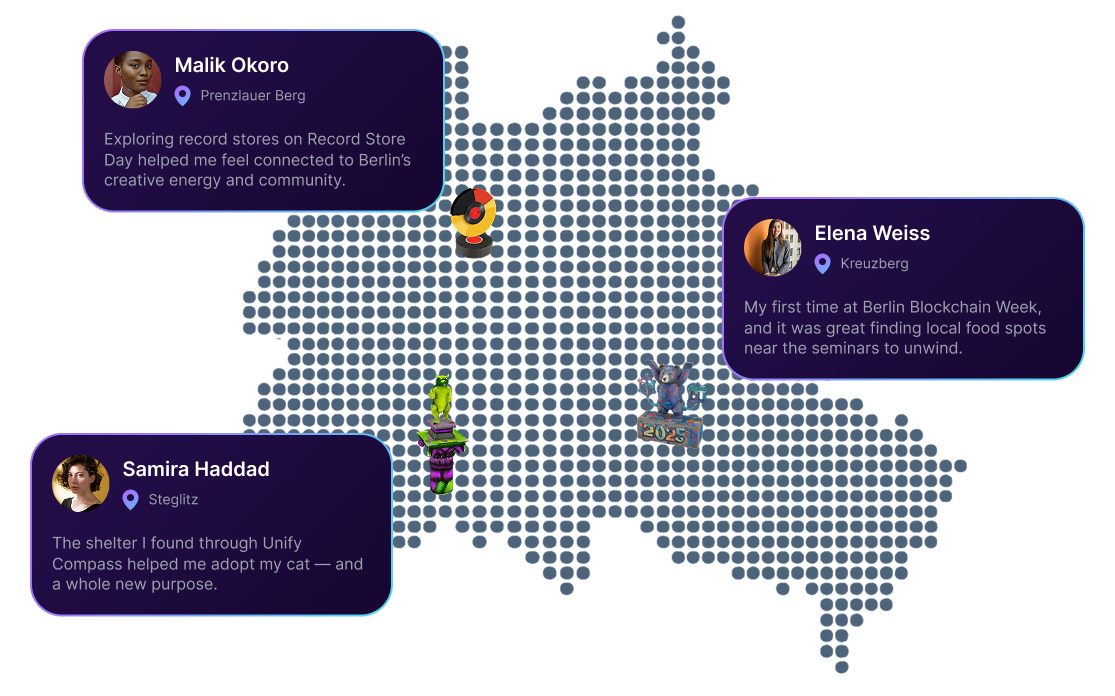 Malik Okoro
Prenzlauer Berg
Exploring record stores on Record Store
Day helped me feel connected to Berlin’s
creative energy and community.
Elena Weiss
Kreuzberg
My first time at Berlin Blockchain Week,
and it was great finding local food spots
near the seminars to unwind.
2025
Samira Haddad
Steglitz
The shelter I found through Unify
Compass helped me adopt my cat — and
a whole new purpose.